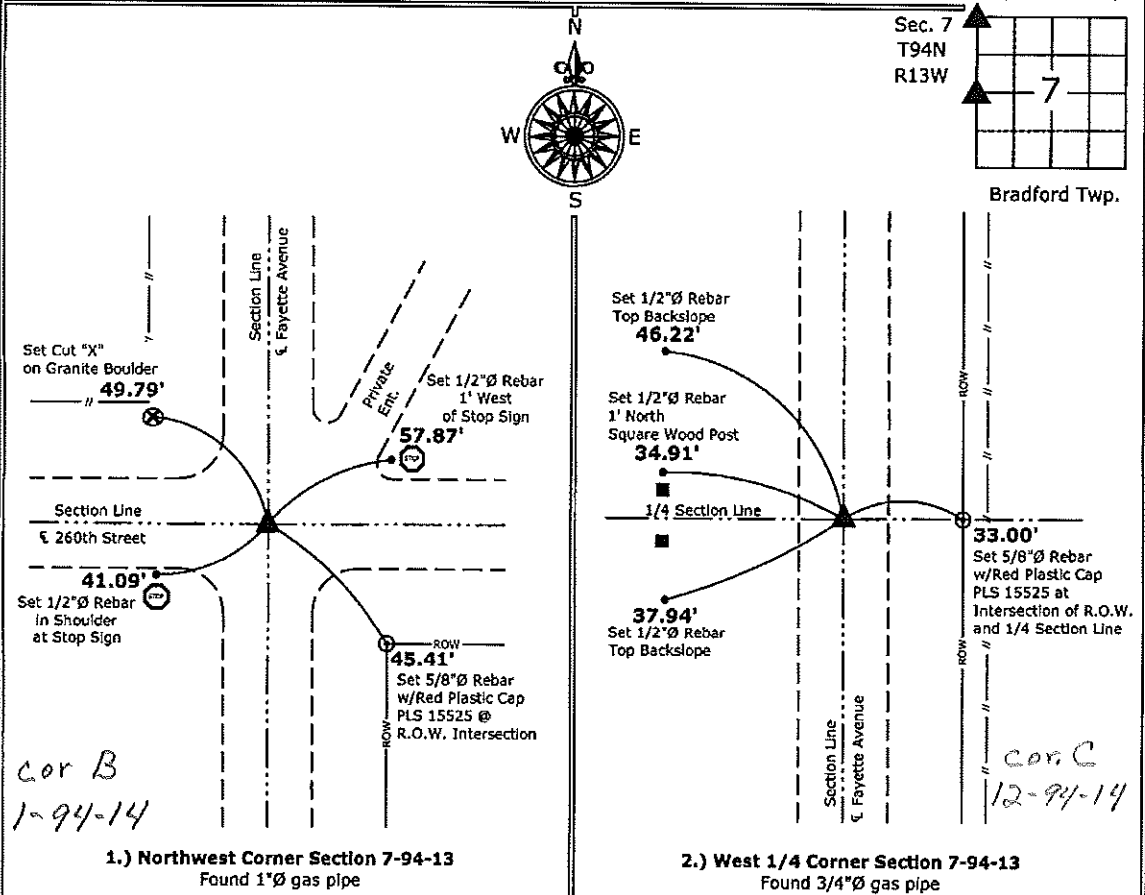 N
W
E
S
Sec. 7
T94N
R13W
7
Bradford Twp.
Section Line
℄ Fayette Avenue
Set Cut "X"
on Granite Boulder
49.79'
Private
Ent.
Set 1/2"Ø Rebar
1' West
of Stop Sign
57.87'
STOP
Section Line
℄ 260th Street
41.09'
Set 1/2"Ø Rebar
in Shoulder
at Stop Sign
STOP
ROW
45.41'
Set 5/8"Ø Rebar
w/Red Plastic Cap
PLS 15525 @
R.O.W. Intersection
ROW
cor B
1-94-14
1.) Northwest Corner Section 7-94-13
Found 1"Ø gas pipe
Set 1/2"Ø Rebar
Top Backslope
46.22'
Set 1/2"Ø Rebar
1' North
Square Wood Post
34.91'
1/4 Section Line
ROW
33.00'
Set 5/8"Ø Rebar
w/Red Plastic Cap
PLS 15525 at
Intersection of R.O.W.
and 1/4 Section Line
37.94'
Set 1/2"Ø Rebar
Top Backslope
ROW
Section Line
℄ Fayette Avenue
cor. C
12-94-14
2.) West 1/4 Corner Section 7-94-13
Found 3/4"Ø gas pipe